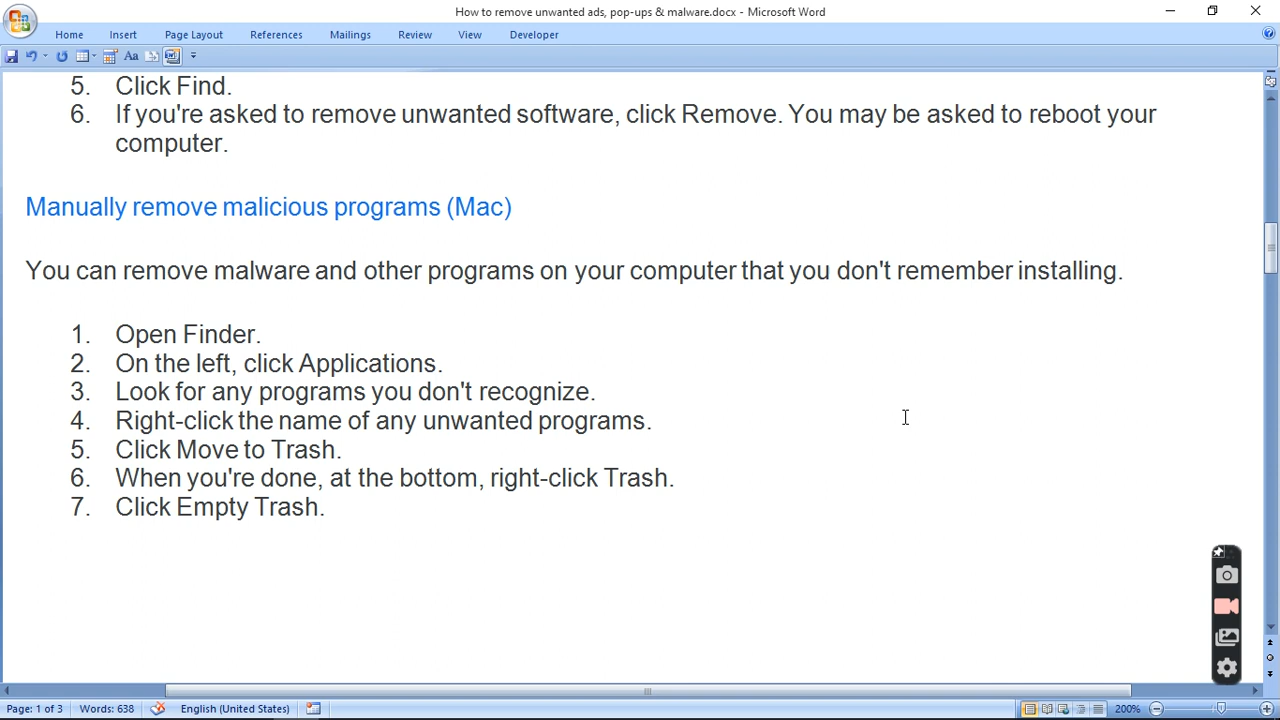 How to remove unwanted ads, pop-ups & malware.docx - Microsoft Word
Home Insert Page Layout References Mailings Review View Developer
Aa
5. Click Find.
6. If you're asked to remove unwanted software, click Remove. You may be asked to reboot your
computer.
Manually remove malicious programs (Mac)
You can remove malware and other programs on your computer that you don't remember installing.
1. Open Finder.
2. On the left, click Applications.
3. Look for any programs you don't recognize.
4. Right-click the name of any unwanted programs.
5. Click Move to Trash.
6. When you're done, at the bottom, right-click Trash.
7. Click Empty Trash.
Page: 1 of 3 Words: 638 English (United States) 200%